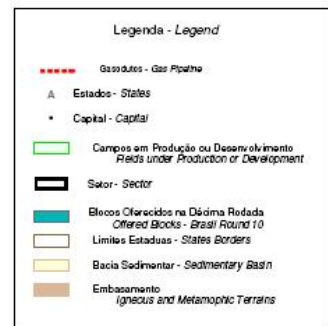 Legenda - Legend
Gasodutos - Gas Pipeline
A Estados - States
Capital - Capital
Campos em Produção ou Desenvolvimento
Fields under Production or Development
Setor - Sector
Blocos Oferecidos na Décima Rodada
Offered Blocks - Brasil Round 10
Limites Estaduas - States Borders
Bacia Sedimentar - Sedimentary Basin
Embasamento
Igneous and Metamophic Terrains